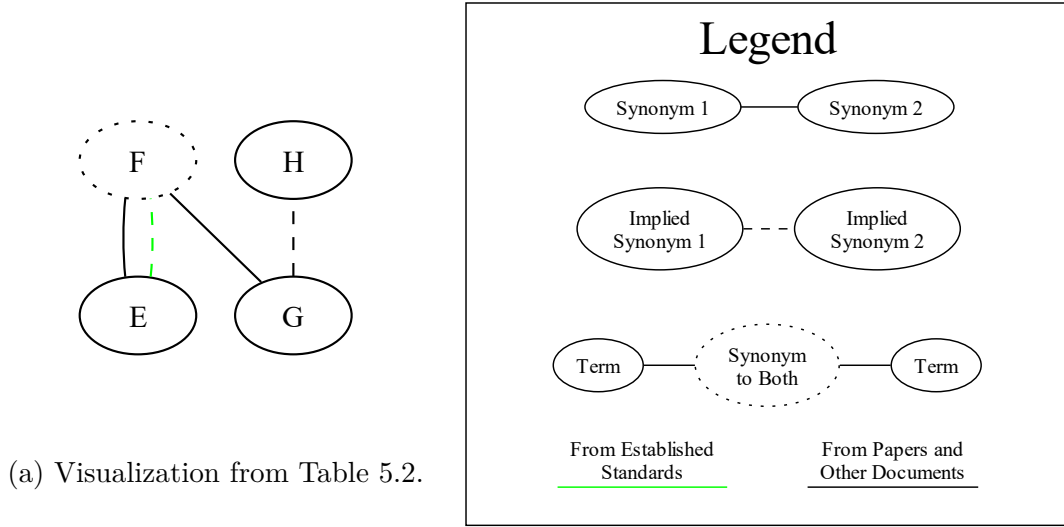 F
H
E
G
(a) Visualization from Table 5.2.
Legend
Synonym 1
Synonym 2
Implied
Synonym 1
Implied
Synonym 2
Term
Synonym
to Both
Term
From Established
Standards
From Papers and
Other Documents